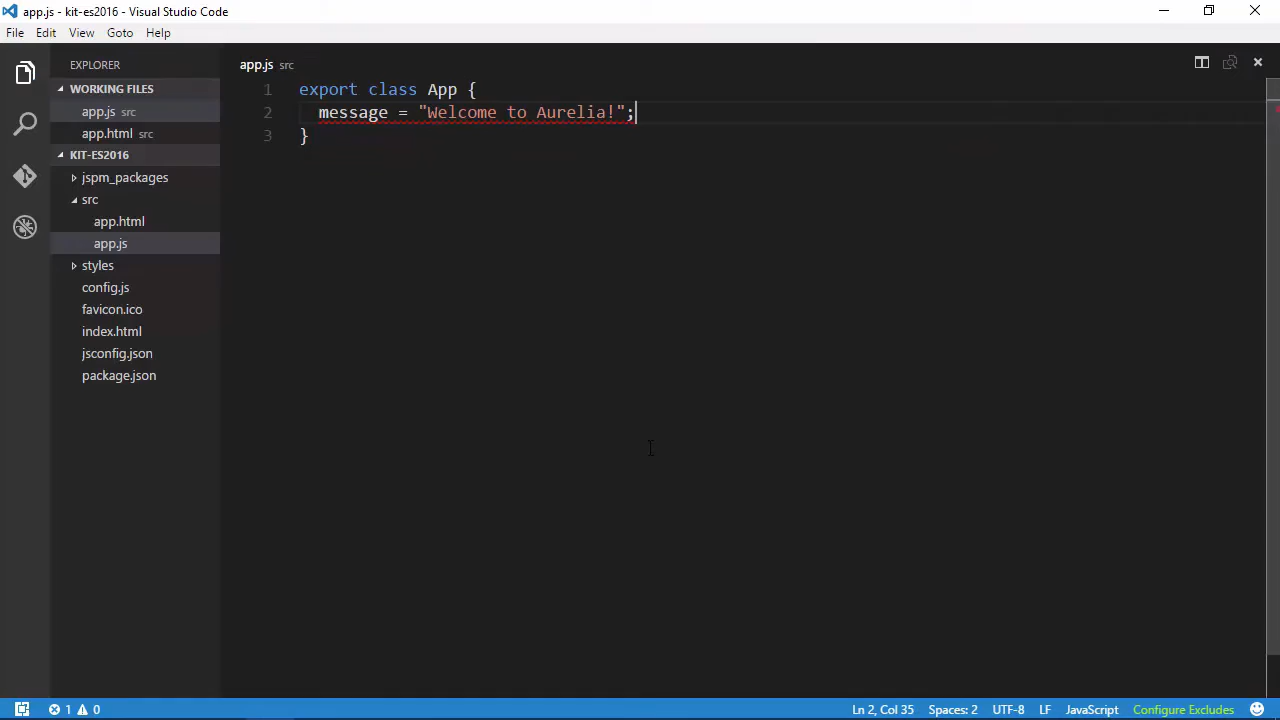 app.js - kit-es2016 - Visual Studio Code
File Edit View Goto Help
EXPLORER
WORKING FILES
app.js src
app.html src
KIT-ES2016
jspm_packages
src
app.html
app.js
styles
config.js
favicon.ico
index.html
jsconfig.json
package.json
app.js src
1 export class App {
2 message = "Welcome to Aurelia!";
3 }
1 0 Ln 2, Col 35 Spaces: 2 UTF-8 LF JavaScript Configure Excludes